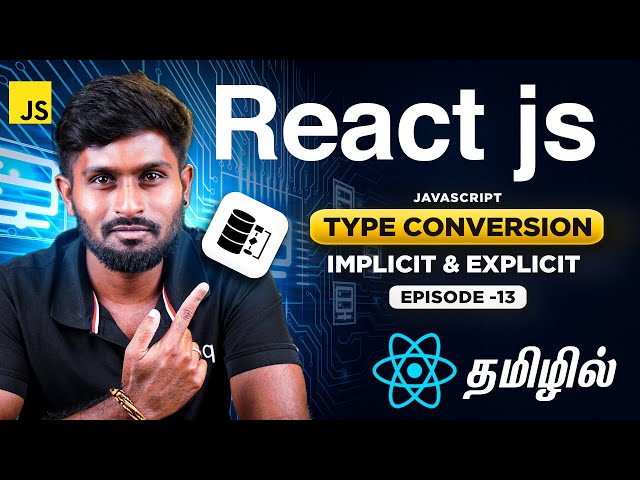 JS
React js
JAVASCRIPT
TYPE CONVERSION
IMPLICIT & EXPLICIT
EPISODE -13
தமிழில்